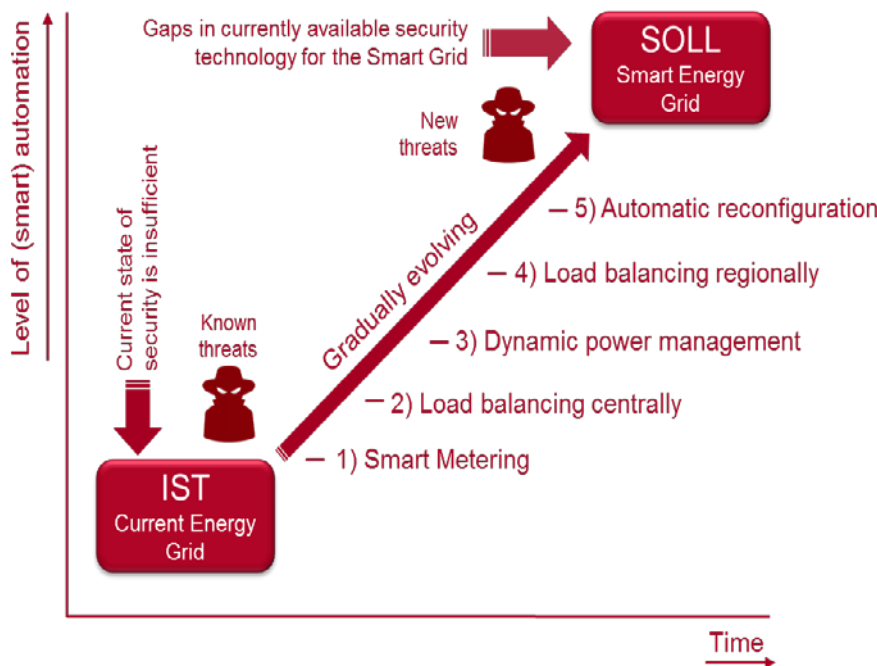 Gaps in currently available security
technology for the Smart Grid
SOLL
Smart Energy
Grid
New
threats
Level of (smart) automation
Current state of
security is insufficient
Known
threats
Gradually evolving
5) Automatic reconfiguration
4) Load balancing regionally
3) Dynamic power management
2) Load balancing centrally
1) Smart Metering
IST
Current Energy
Grid
Time